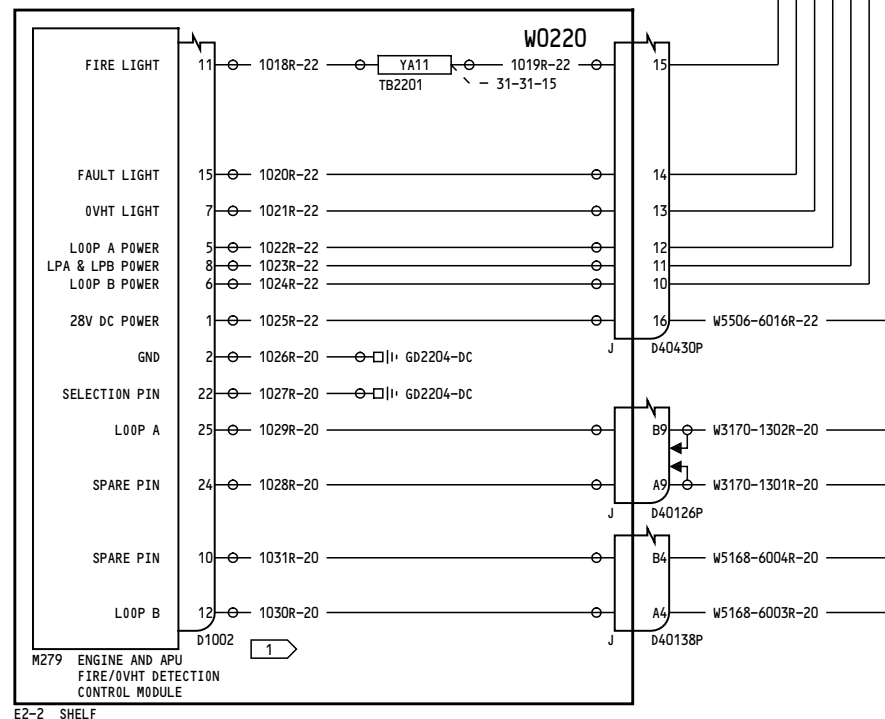 W0220
FIRE LIGHT 11 1018R-22 YA11 1019R-22 15
TB2201 31-31-15
FAULT LIGHT 15 1020R-22 14
OVHT LIGHT 7 1021R-22 13
LOOP A POWER 5 1022R-22 12
LPA & LPB POWER 8 1023R-22 11
LOOP B POWER 6 1024R-22 10
28V DC POWER 1 1025R-22 16 W5506-6016R-22
J D40430P
GND 2 1026R-20 GD2204-DC
SELECTION PIN 22 1027R-20 GD2204-DC
LOOP A 25 1029R-20 B9 W3170-1302R-20
SPARE PIN 24 1028R-20 A9 W3170-1301R-20
J D40126P
SPARE PIN 10 1031R-20 B4 W5168-6004R-20
LOOP B 12 1030R-20 A4 W5168-6003R-20
D1002 J D40138P
1
M279 ENGINE AND APU
FIRE/OVHT DETECTION
CONTROL MODULE
E2-2 SHELF